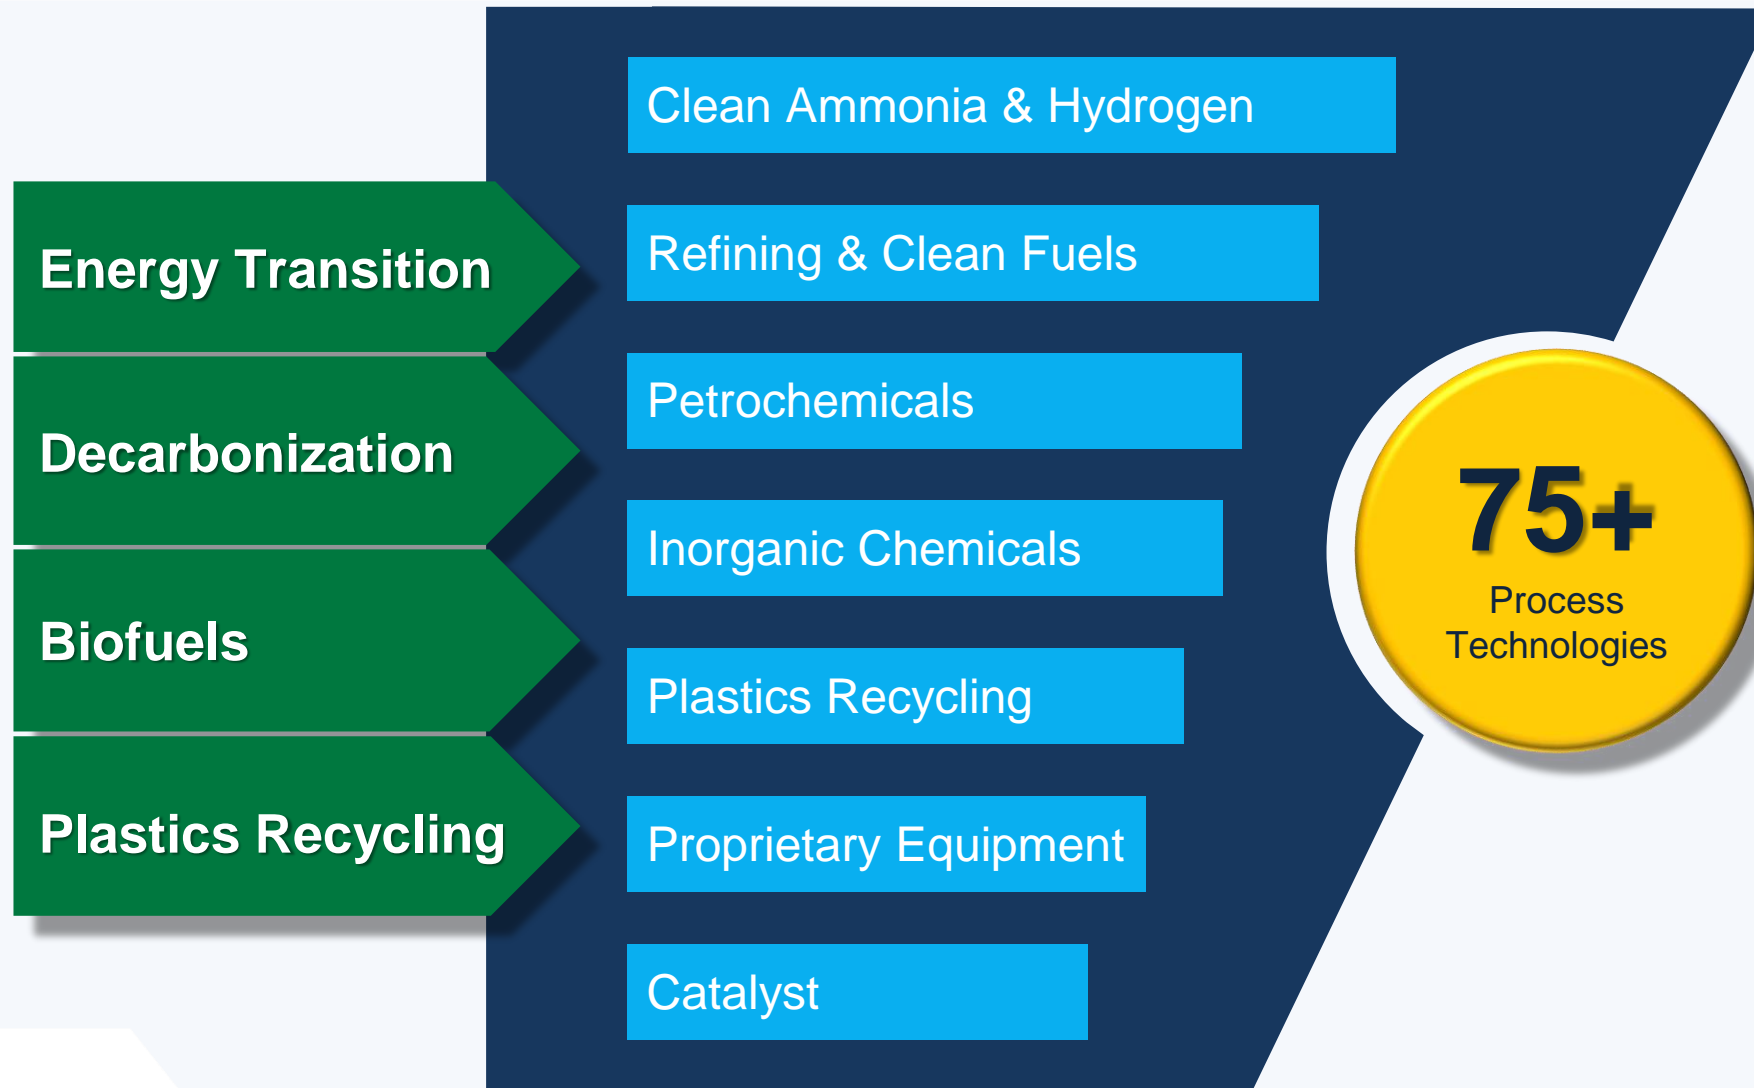 Energy Transition
Decarbonization
Biofuels
Plastics Recycling
Clean Ammonia & Hydrogen
Refining & Clean Fuels
Petrochemicals
Inorganic Chemicals
Plastics Recycling
Proprietary Equipment
Catalyst
75+
Process
Technologies